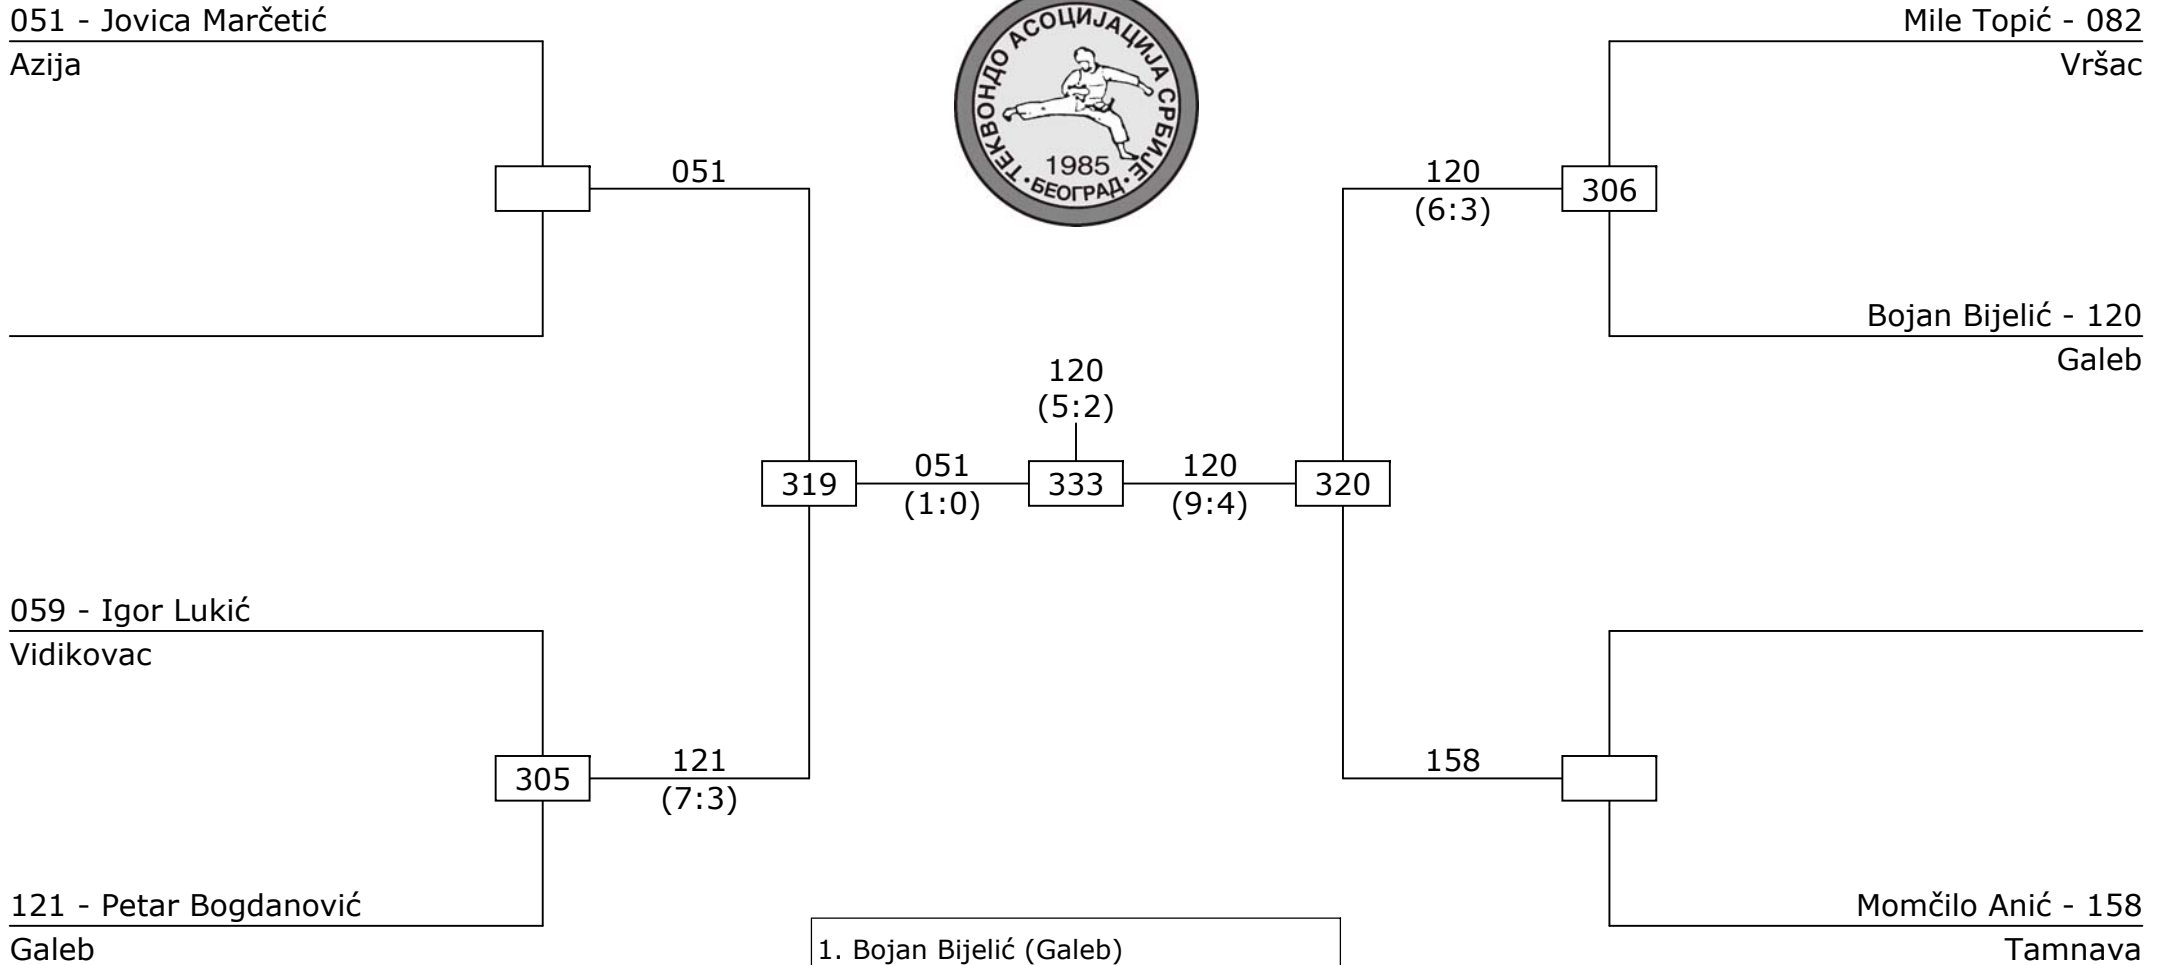 051 - Jovica Marčetić
Azija
ТЕКВОНДО АСОЦИЈАЦИЈА СРБИЈЕ
1985
• БЕОГРАД •
Mile Topić - 082
Vršac
051
120
(6:3)
306
Bojan Bijelić - 120
Galeb
120
(5:2)
319
051
(1:0)
333
120
(9:4)
320
059 - Igor Lukić
Vidikovac
305
121
(7:3)
158
121 - Petar Bogdanović
Galeb
Momčilo Anić - 158
Tamnava
1. Bojan Bijelić (Galeb)